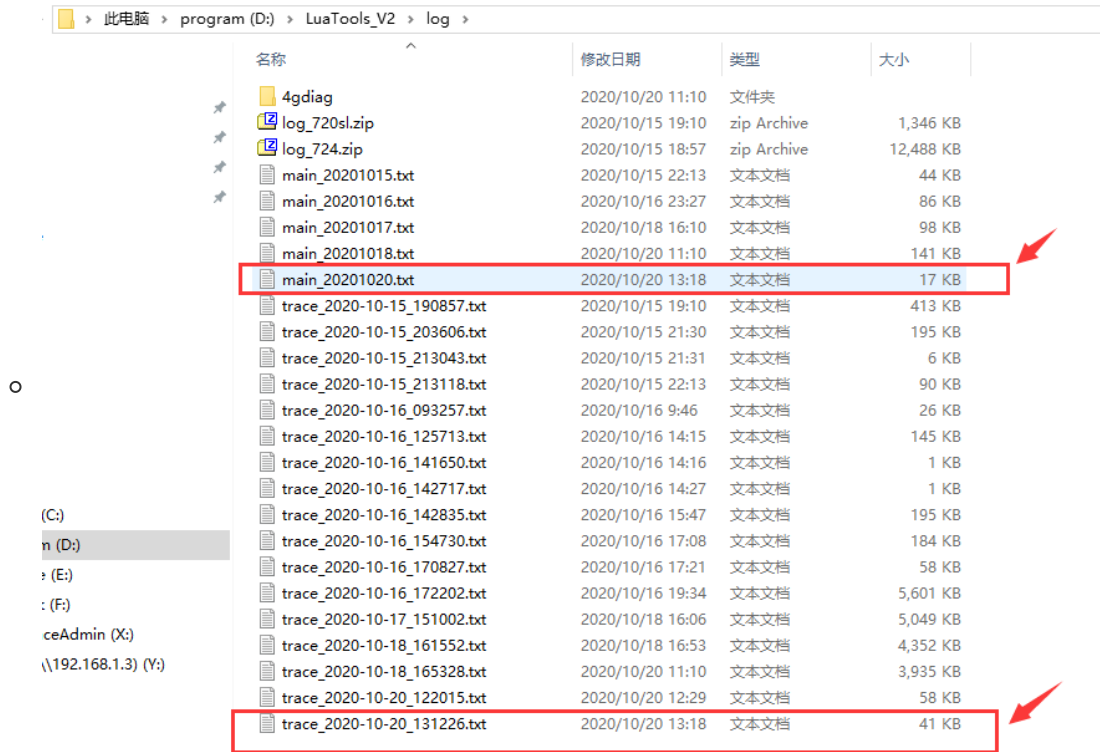 此电脑 > program (D:) > LuaTools_V2 > log >
名称 修改日期 类型 大小
4gdiag 2020/10/20 11:10 文件夹
log_720sl.zip 2020/10/15 19:10 zip Archive 1,346 KB
log_724.zip 2020/10/15 18:57 zip Archive 12,488 KB
main_20201015.txt 2020/10/15 22:13 文本文档 44 KB
main_20201016.txt 2020/10/16 23:27 文本文档 86 KB
main_20201017.txt 2020/10/18 16:10 文本文档 98 KB
main_20201018.txt 2020/10/20 11:10 文本文档 141 KB
main_20201020.txt 2020/10/20 13:18 文本文档 17 KB
trace_2020-10-15_190857.txt 2020/10/15 19:10 文本文档 413 KB
trace_2020-10-15_203606.txt 2020/10/15 21:30 文本文档 195 KB
trace_2020-10-15_213043.txt 2020/10/15 21:31 文本文档 6 KB
trace_2020-10-15_213118.txt 2020/10/15 22:13 文本文档 90 KB
trace_2020-10-16_093257.txt 2020/10/16 9:46 文本文档 26 KB
trace_2020-10-16_125713.txt 2020/10/16 14:15 文本文档 145 KB
trace_2020-10-16_141650.txt 2020/10/16 14:16 文本文档 1 KB
trace_2020-10-16_142717.txt 2020/10/16 14:27 文本文档 1 KB
trace_2020-10-16_142835.txt 2020/10/16 15:47 文本文档 195 KB
trace_2020-10-16_154730.txt 2020/10/16 17:08 文本文档 184 KB
trace_2020-10-16_170827.txt 2020/10/16 17:21 文本文档 58 KB
trace_2020-10-16_172202.txt 2020/10/16 19:34 文本文档 5,601 KB
trace_2020-10-17_151002.txt 2020/10/18 16:06 文本文档 5,049 KB
trace_2020-10-18_161552.txt 2020/10/18 16:53 文本文档 4,352 KB
trace_2020-10-18_165328.txt 2020/10/20 11:10 文本文档 3,935 KB
trace_2020-10-20_122015.txt 2020/10/20 12:29 文本文档 58 KB
trace_2020-10-20_131226.txt 2020/10/20 13:18 文本文档 41 KB
(C:)
m (D:)
e (E:)
(F:)
ceAdmin (X:)
\\192.168.1.3) (Y:)